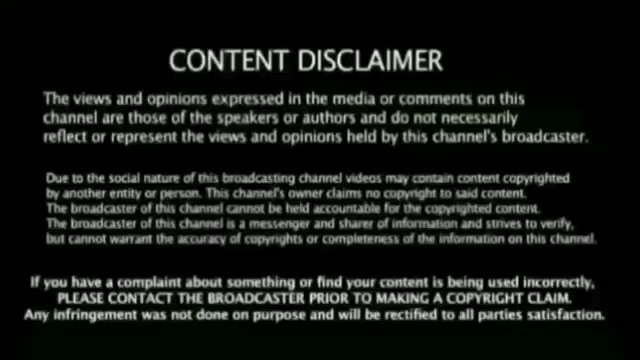 CONTENT DISCLAIMER
The views and opinions expressed in the media or comments on this
channel are those of the speakers or authors and do not necessarily
reflect or represent the views and opinions held by this channel's broadcaster.
Due to the social nature of this broadcasting channel videos may contain content copyrighted
by another entity or person. This channel's owner claims no copyright to said content.
The broadcaster of this channel cannot be held accountable for the copyrighted content.
The broadcaster of this channel is a messenger and sharer of information and strives to verify,
but cannot warrant the accuracy of copyrights or completeness of the information on this channel.
If you have a complaint about something or find your content is being used incorrectly,
PLEASE CONTACT THE BROADCASTER PRIOR TO MAKING A COPYRIGHT CLAIM.
Any infringement was not done on purpose and will be rectified to all parties satisfaction.